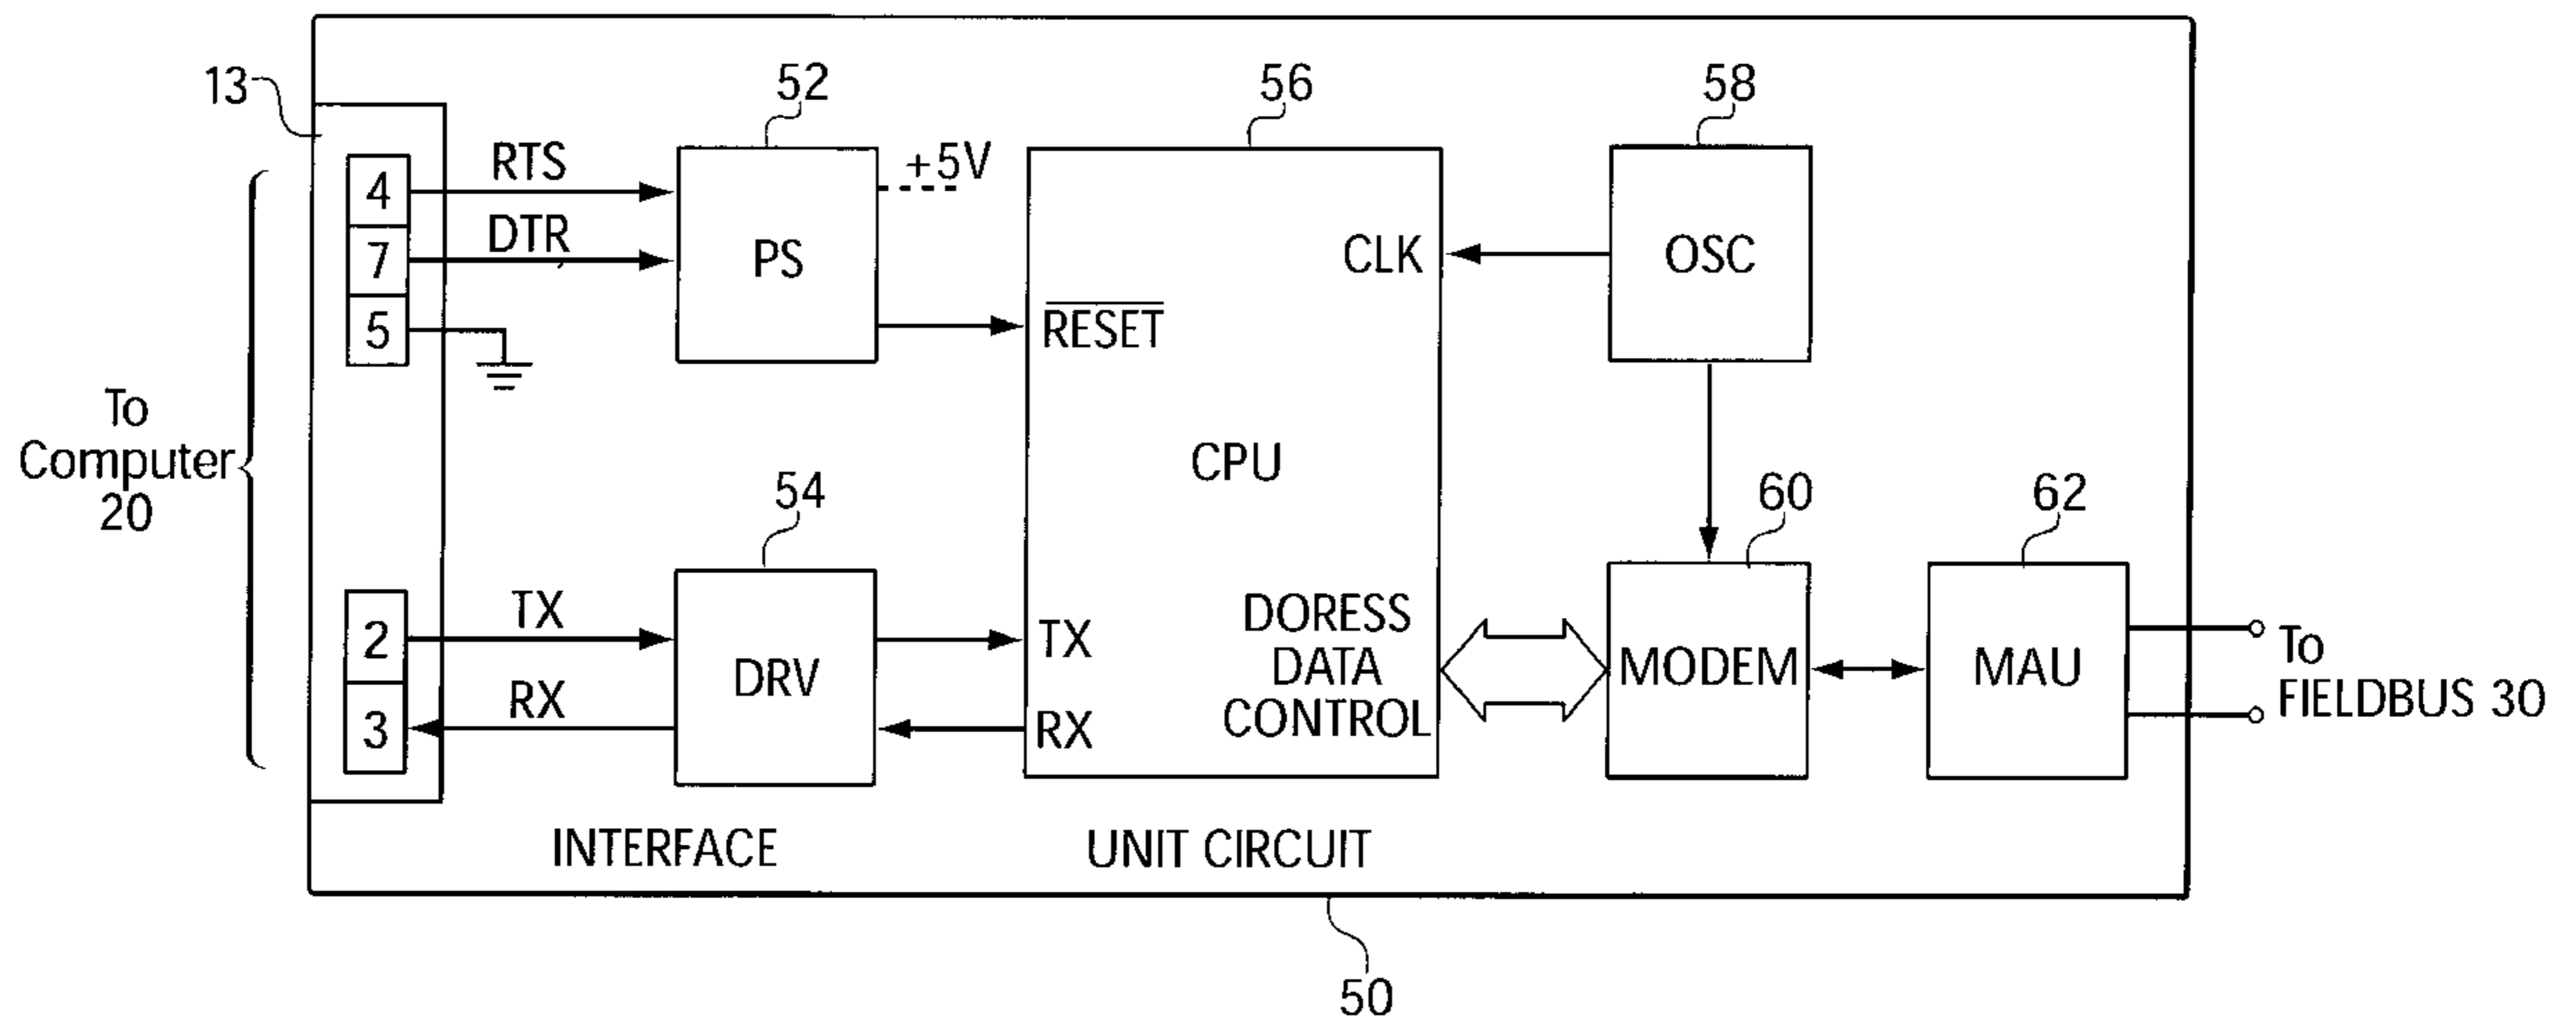 13
52
56
58
RTS
+5V
4
DTR
PS
7
CLK
OSC
5
RESET
To
Computer
20
CPU
54
60
62
TX
DORESS
DATA
CONTROL
2
TX
DRV
MODEM
MAU
To
FIELDBUS 30
RX
3
RX
INTERFACE UNIT CIRCUIT
50